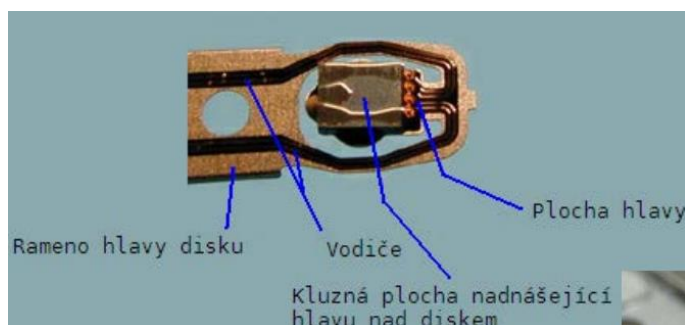 Plocha hlavy
Rameno hlavy disku
Vodiče
Kluzná plocha nadnášející
hlavu nad diskem